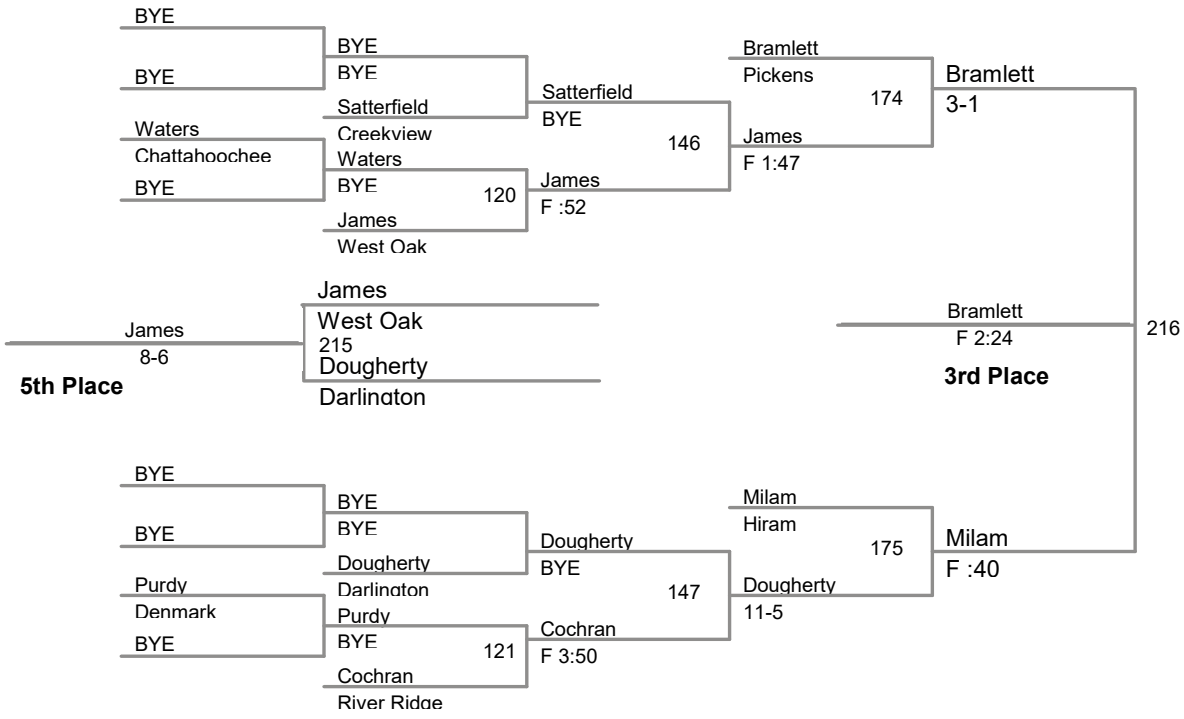 BYE
BYE
BYE
BYE
Satterfield
Creekview
Satterfield
BYE
Bramlett
Pickens
174
Bramlett
3-1
Waters
Chattahoochee
BYE
Waters
BYE
120
James
West Oak
James
F :52
146
James
F 1:47
James
West Oak
215
Dougherty
Darlington
James
8-6
5th Place
Bramlett
F 2:24
3rd Place
216
BYE
BYE
BYE
BYE
Dougherty
Darlington
Dougherty
BYE
Milam
Hiram
175
Milam
F :40
Purdy
Denmark
BYE
Purdy
BYE
121
Cochran
River Ridge
Cochran
F 3:50
147
Dougherty
11-5